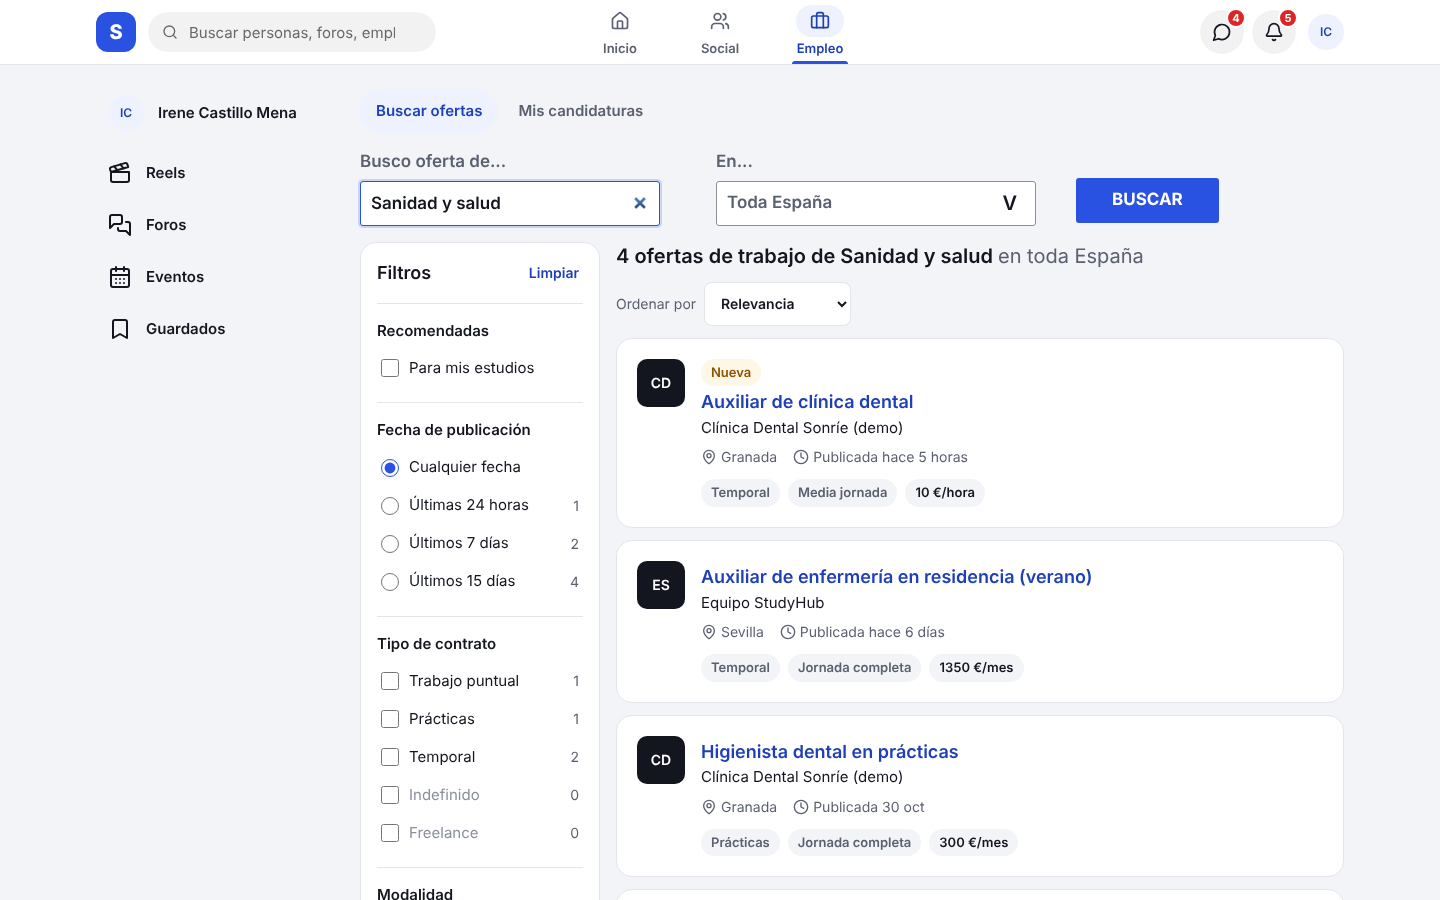 S
Buscar personas, foros, empl
Inicio
Social
Empleo
4
5
IC
IC
Irene Castillo Mena
Reels
Foros
Eventos
Guardados
Buscar ofertas
Mis candidaturas
Busco oferta de...
Sanidad y salud
En...
Toda España
BUSCAR
Filtros
Limpiar
Recomendadas
Para mis estudios
Fecha de publicación
Cualquier fecha
Últimas 24 horas 1
Últimos 7 días 2
Últimos 15 días 4
Tipo de contrato
Trabajo puntual 1
Prácticas 1
Temporal 2
Indefinido 0
Freelance 0
Modalidad
4 ofertas de trabajo de Sanidad y salud en toda España
Ordenar por Relevancia
CD
Nueva
Auxiliar de clínica dental
Clínica Dental Sonríe (demo)
Granada Publicada hace 5 horas
Temporal Media jornada 10 €/hora
ES
Auxiliar de enfermería en residencia (verano)
Equipo StudyHub
Sevilla Publicada hace 6 días
Temporal Jornada completa 1350 €/mes
CD
Higienista dental en prácticas
Clínica Dental Sonríe (demo)
Granada Publicada 30 oct
Prácticas Jornada completa 300 €/mes